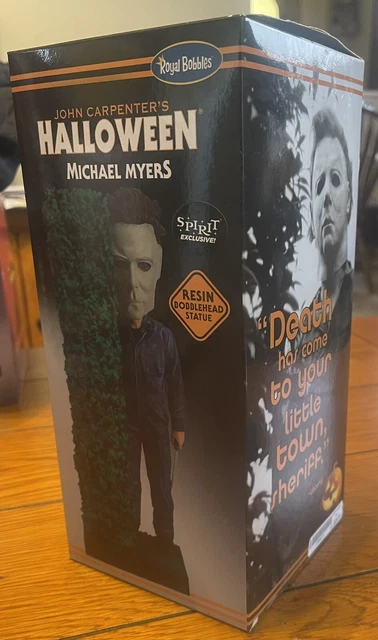 Royal Bobbles
JOHN CARPENTER'S
HALLOWEEN
MICHAEL MYERS
SPIRIT
EXCLUSIVE!
RESIN
BOBBLEHEAD
STATUE
"Death
has come
to your
little
town,
sheriff."